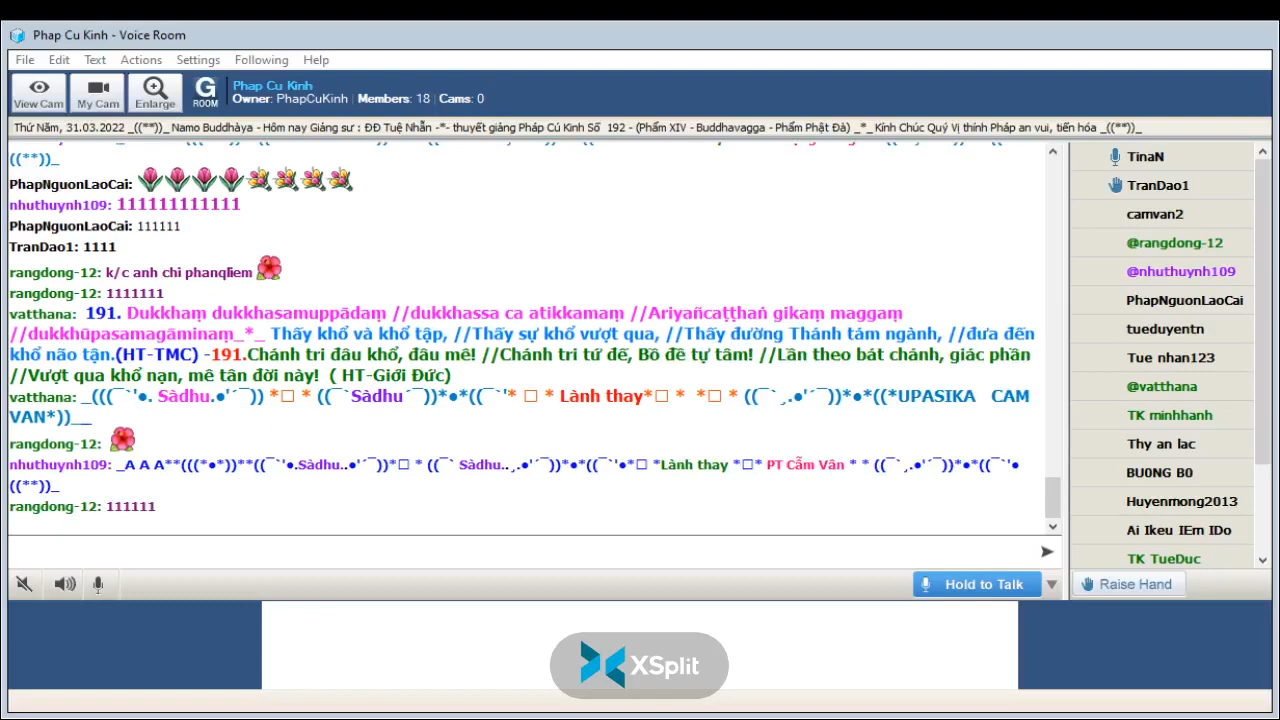 Phap Cu Kinh - Voice Room
File Edit Text Actions Settings Following Help
View Cam My Cam Enlarge G ROOM
Phap Cu Kinh
Owner: PhapCuKinh | Members: 18 | Cams: 0
Thứ Năm, 31.03.2022 _((**))_ Namo Buddhàya - Hôm nay Giảng sư : ĐĐ Tuệ Nhẫn -*- thuyết giảng Pháp Cú Kinh Số 192 - (Phẩm XIV - Buddhavagga - Phẩm Phật Đà) _*_ Kính Chúc Quý Vị thính Pháp an vui, tiến hóa _((**))_
((**))_
PhapNguonLaoCai:
nhuthuynh109: 111111111111
PhapNguonLaoCai: 111111
TranDao1: 1111
rangdong-12: k/c anh chi phanqliem
rangdong-12: 1111111
vatthana: 191. Dukkhaṃ dukkhasamuppādaṃ //dukkhassa ca atikkamaṃ //Ariyañcaṭṭhaṅ gikaṃ maggaṃ
//dukkhūpasamagāminaṃ_*_ Thấy khổ và khổ tập, //Thấy sự khổ vượt qua, //Thấy đường Thánh tám ngành, //đưa đến
khổ não tận.(HT-TMC) -191.Chánh tri đâu khổ, đâu mê! //Chánh tri tứ đế, Bồ đề tự tâm! //Lần theo bát chánh, giác phần
//Vượt qua khổ nạn, mê tân đời này! ( HT-Giới Đức)
vatthana: _(((¯`'●. Sàdhu.●'´¯)) *□ * ((¯`Sàdhu´¯))*●*((¯`'* □ * Lành thay*□ * *□ * ((¯`¸.●'´¯))*●*((*UPASIKA CAM
VAN*))__
rangdong-12:
nhuthuynh109: _A A A**(((*●*))**((¯`'●.Sàdhu..●'´¯))*□ * ((¯` Sàdhu..¸.●'´¯))*●*((¯`'●*□ *Lành thay *□* PT Cẩm Vân * * ((¯`¸.●'´¯))*●*((¯`'●
((**))_
rangdong-12: 111111
Hold to Talk
TinaN
TranDao1
camvan2
@rangdong-12
@nhuthuynh109
PhapNguonLaoCai
tueduyentn
Tue nhan123
@vatthana
TK minhhanh
Thy an lac
BU0NG B0
Huyenmong2013
Ai Ikeu IEm IDo
TK TueDuc
Raise Hand
XSplit